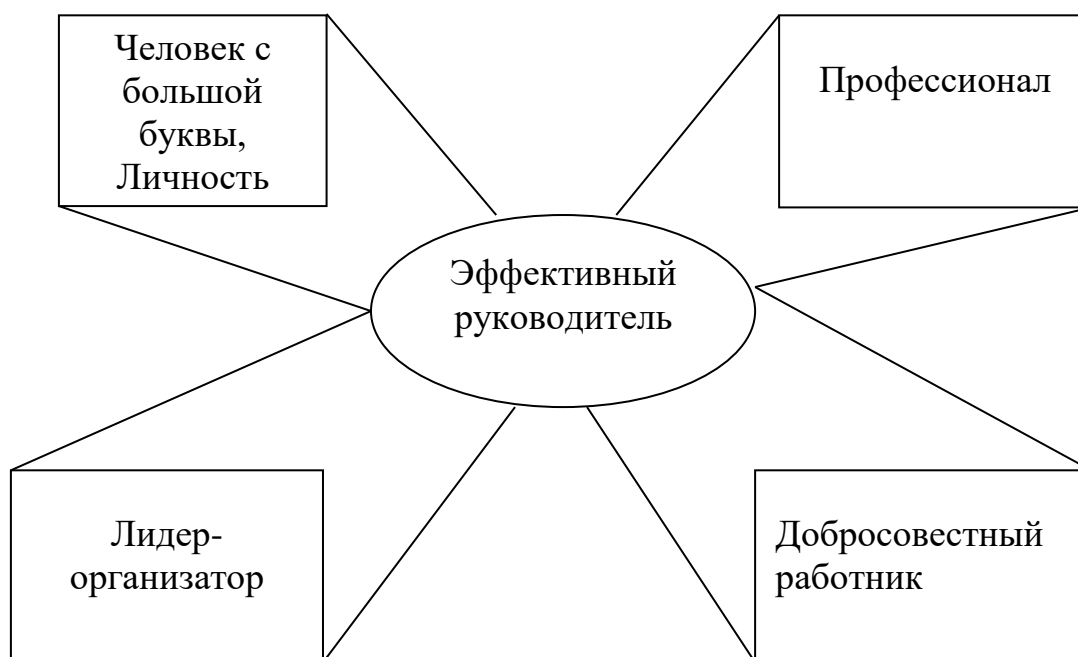 Человек с
большой
буквы,
Личность
Профессионал
Эффективный
руководитель
Лидер-
организатор
Добросовестный
работник